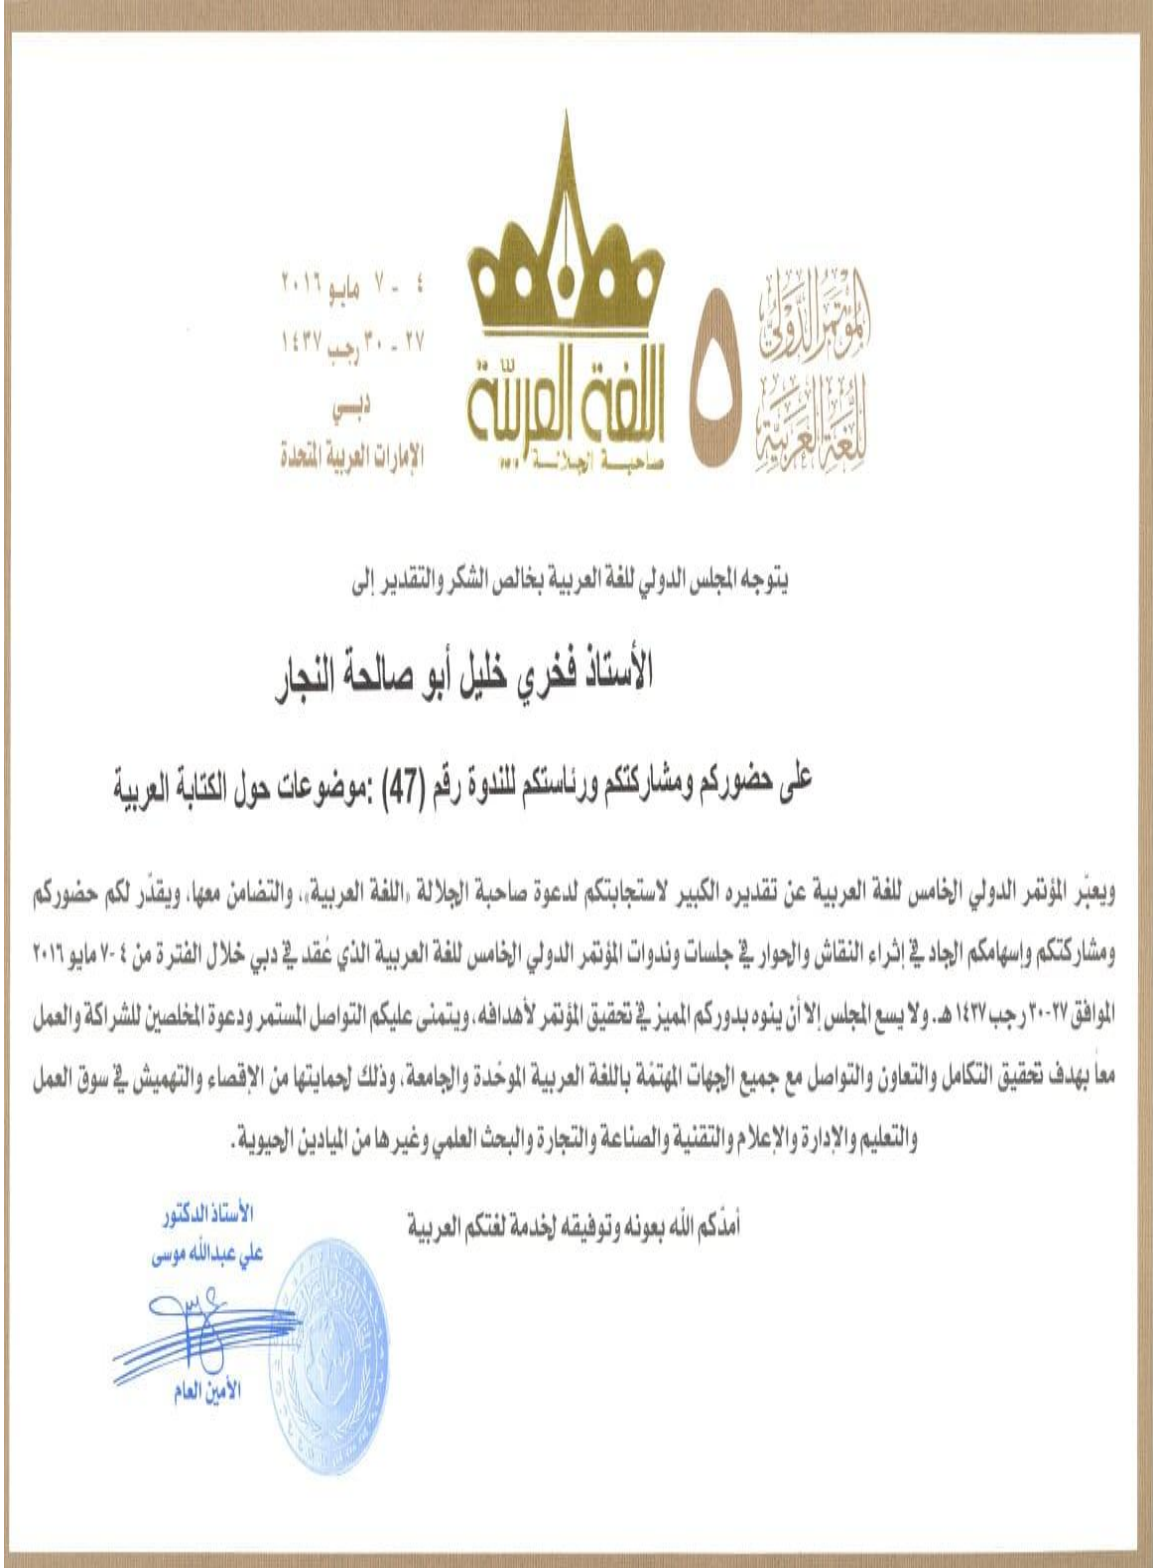 المؤتمر الدولي
للغة العربية
٥
اللغة العربية
صاحبة الجلالة
٤ - ٧ مايو ٢٠١٦
٢٧ - ٣٠ رجب ١٤٣٧
دبي
الإمارات العربية المتحدة
يتوجه المجلس الدولي للغة العربية بخالص الشكر والتقدير إلى
الأستاذ فخري خليل أبو صالحة النجار
على حضوركم ومشاركتكم ورئاستكم للندوة رقم (47) :موضوعات حول الكتابة العربية
ويعبّر المؤتمر الدولي الخامس للغة العربية عن تقديره الكبير لاستجابتكم لدعوة صاحبة الجلالة «اللغة العربية»، والتضامن معها، ويقدّر لكم حضوركم
ومشاركتكم وإسهامكم الجاد في إثراء النقاش والحوار في جلسات وندوات المؤتمر الدولي الخامس للغة العربية الذي عُقد في دبي خلال الفترة من ٤ -٧ مايو ٢٠١٦
الموافق ٢٧-٣٠ رجب ١٤٣٧ هـ. ولا يسع المجلس إلا أن ينوه بدوركم المميز في تحقيق المؤتمر لأهدافه، ويتمنى عليكم التواصل المستمر ودعوة المخلصين للشراكة والعمل
معاً بهدف تحقيق التكامل والتعاون والتواصل مع جميع الجهات المهتمّة باللغة العربية الموحّدة والجامعة، وذلك لحمايتها من الإقصاء والتهميش في سوق العمل
والتعليم والإدارة والإعلام والتقنية والصناعة والتجارة والبحث العلمي وغيرها من الميادين الحيوية.
أمدّكم الله بعونه وتوفيقه لخدمة لغتكم العربية
الأستاذ الدكتور
علي عبدالله موسى
الأمين العام